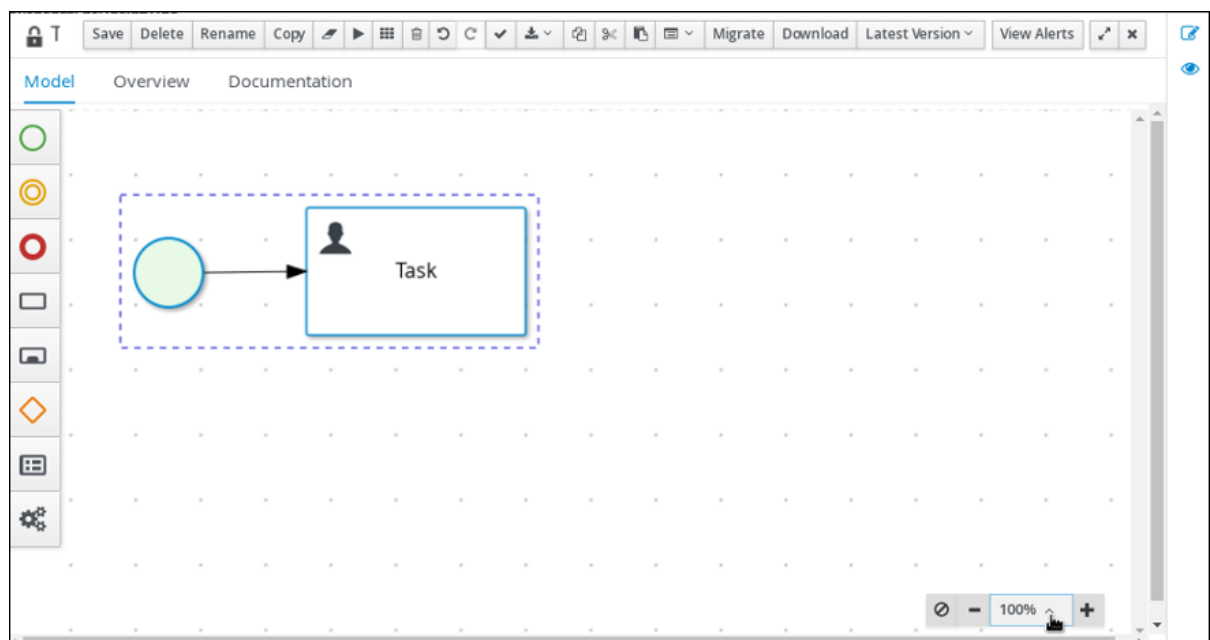 T Save Delete Rename Copy Migrate Download Latest Version View Alerts
Model Overview Documentation
Task
100%